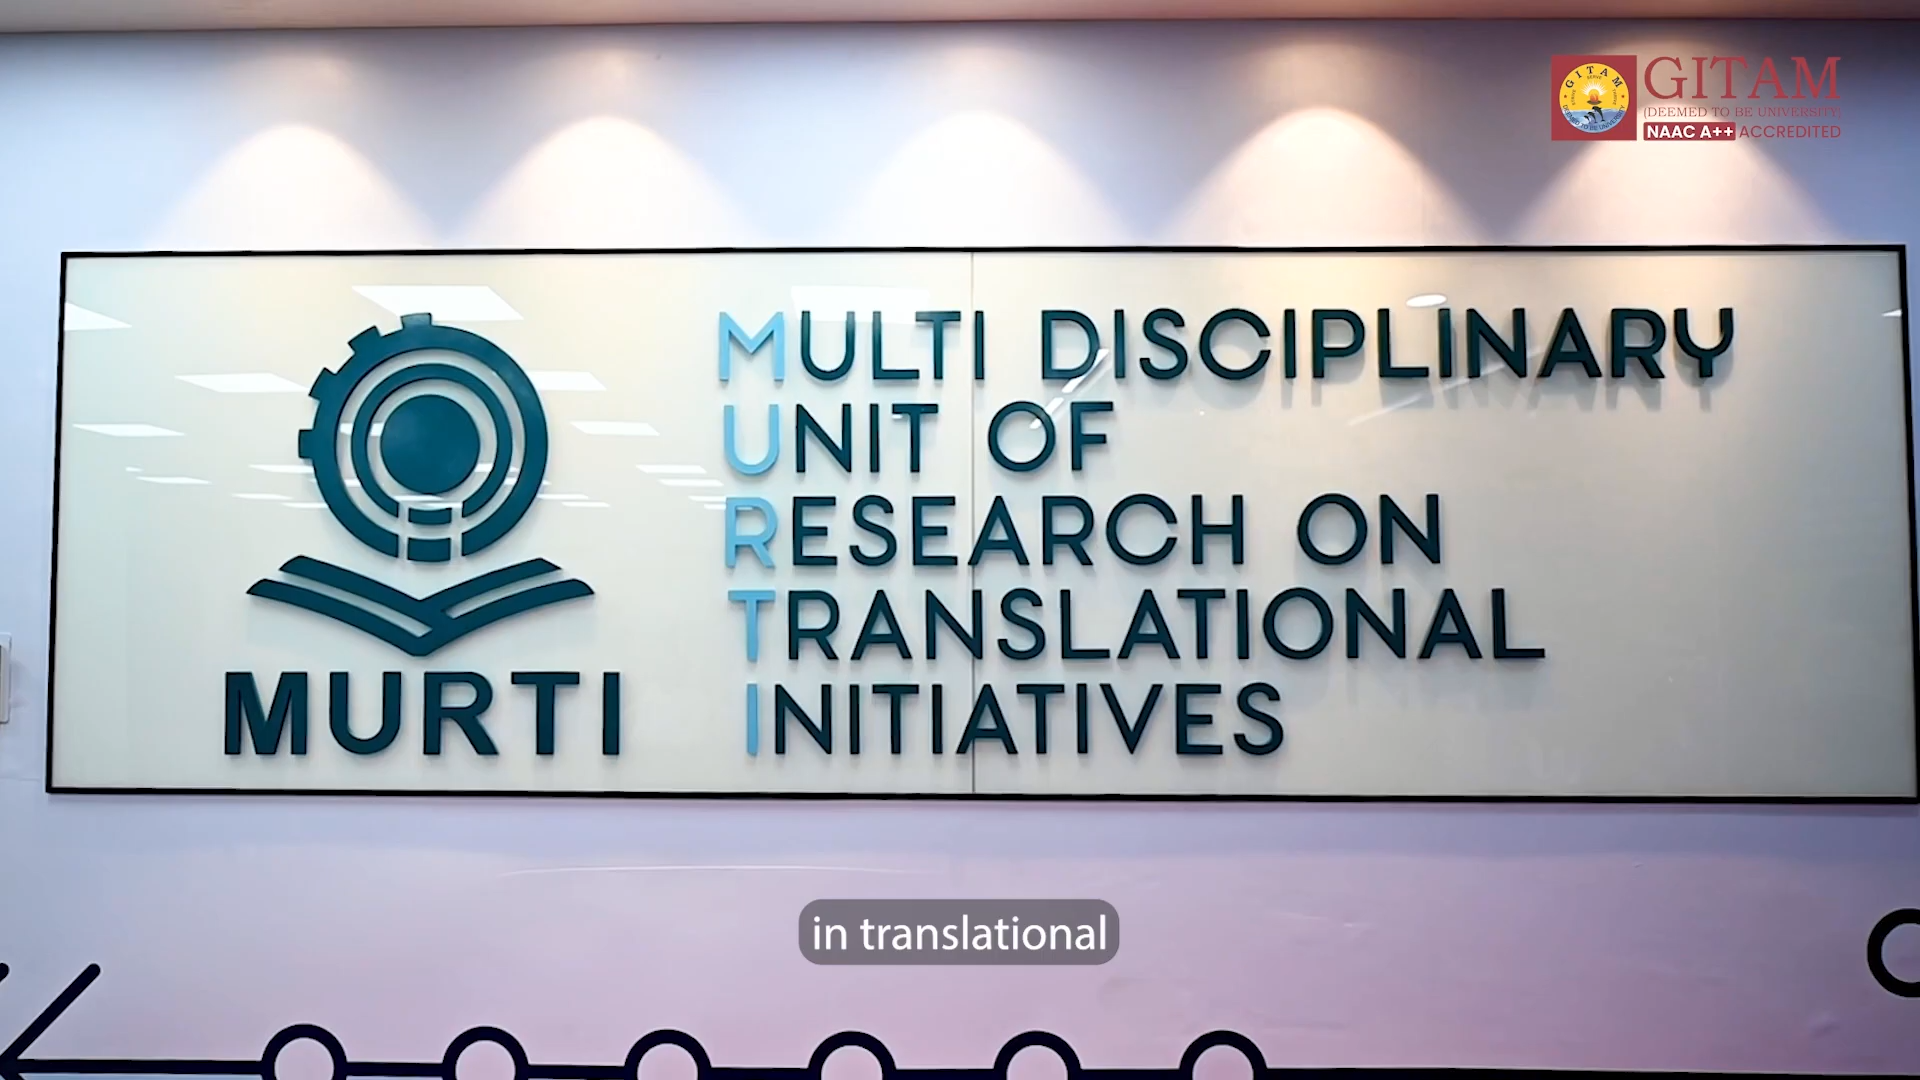 GITAM
(DEEMED TO BE UNIVERSITY)
NAAC A++ ACCREDITED
MULTI DISCIPLINARY
UNIT OF
RESEARCH ON
TRANSLATIONAL
INITIATIVES
MURTI
in translational